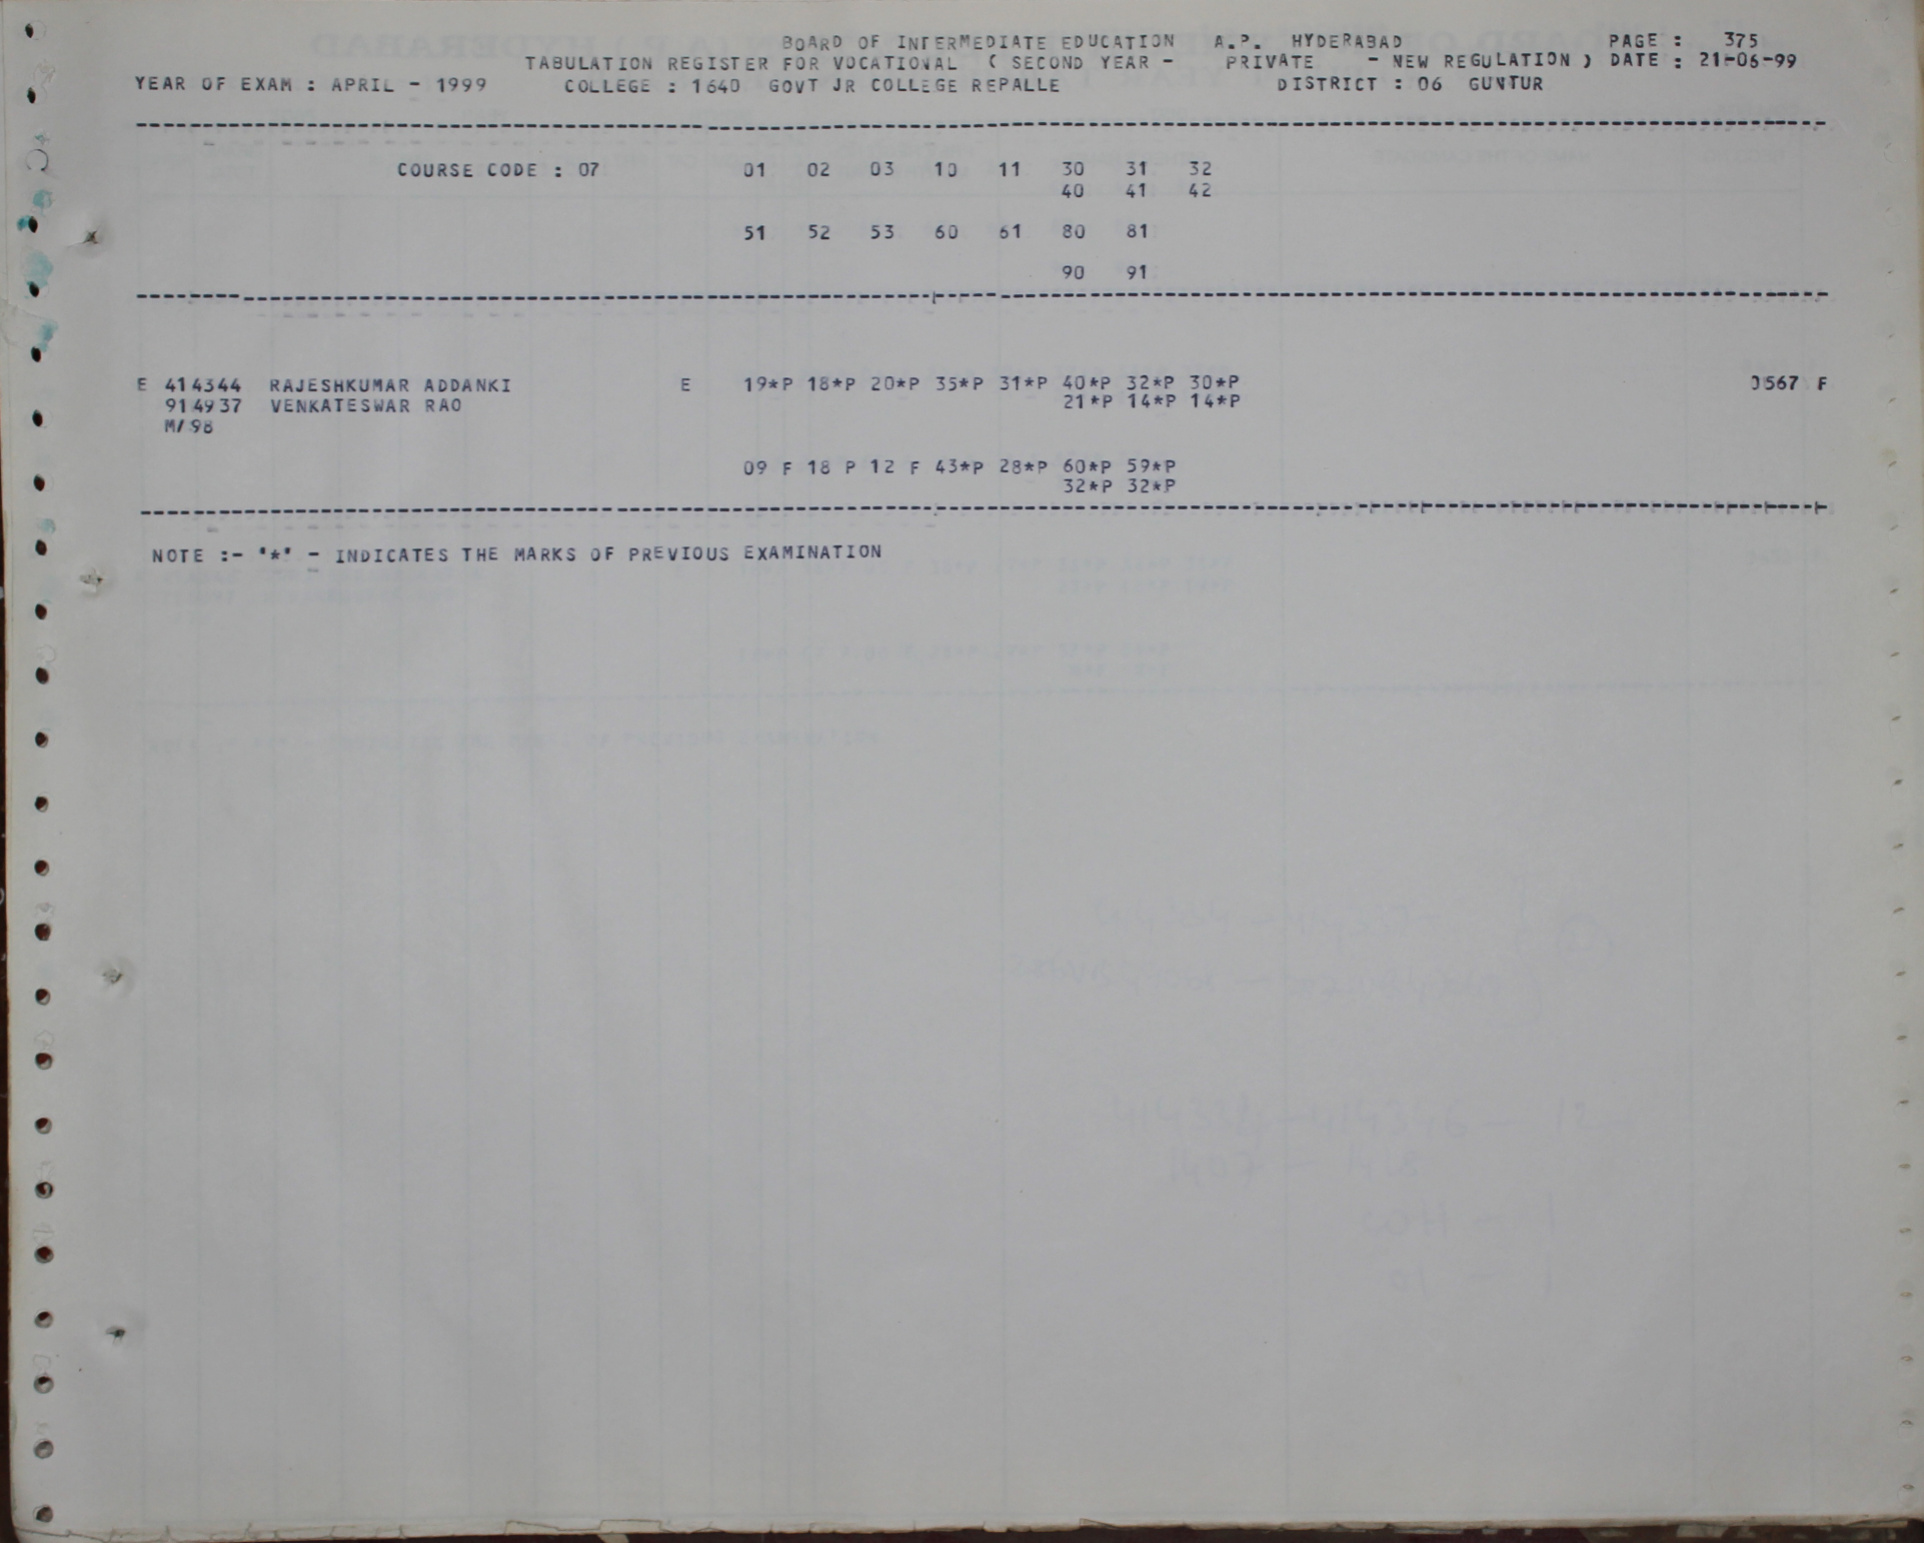 BOARD OF INTERMEDIATE EDUCATION A.P. HYDERABAD PAGE : 375
TABULATION REGISTER FOR VOCATIONAL ( SECOND YEAR - PRIVATE - NEW REGULATION ) DATE : 21-06-99
YEAR OF EXAM : APRIL - 1999 COLLEGE : 1640 GOVT JR COLLEGE REPALLE DISTRICT : 06 GUNTUR
COURSE CODE : 07 01 02 03 10 11 30 31 32
40 41 42
51 52 53 60 61 80 81
90 91
E 414344 RAJESHKUMAR ADDANKI E 19*P 18*P 20*P 35*P 31*P 40*P 32*P 30*P 0567 F
914937 VENKATESWAR RAO 21*P 14*P 14*P
M/98
09 F 18 P 12 F 43*P 28*P 60*P 59*P
32*P 32*P
NOTE :- "*" - INDICATES THE MARKS OF PREVIOUS EXAMINATION